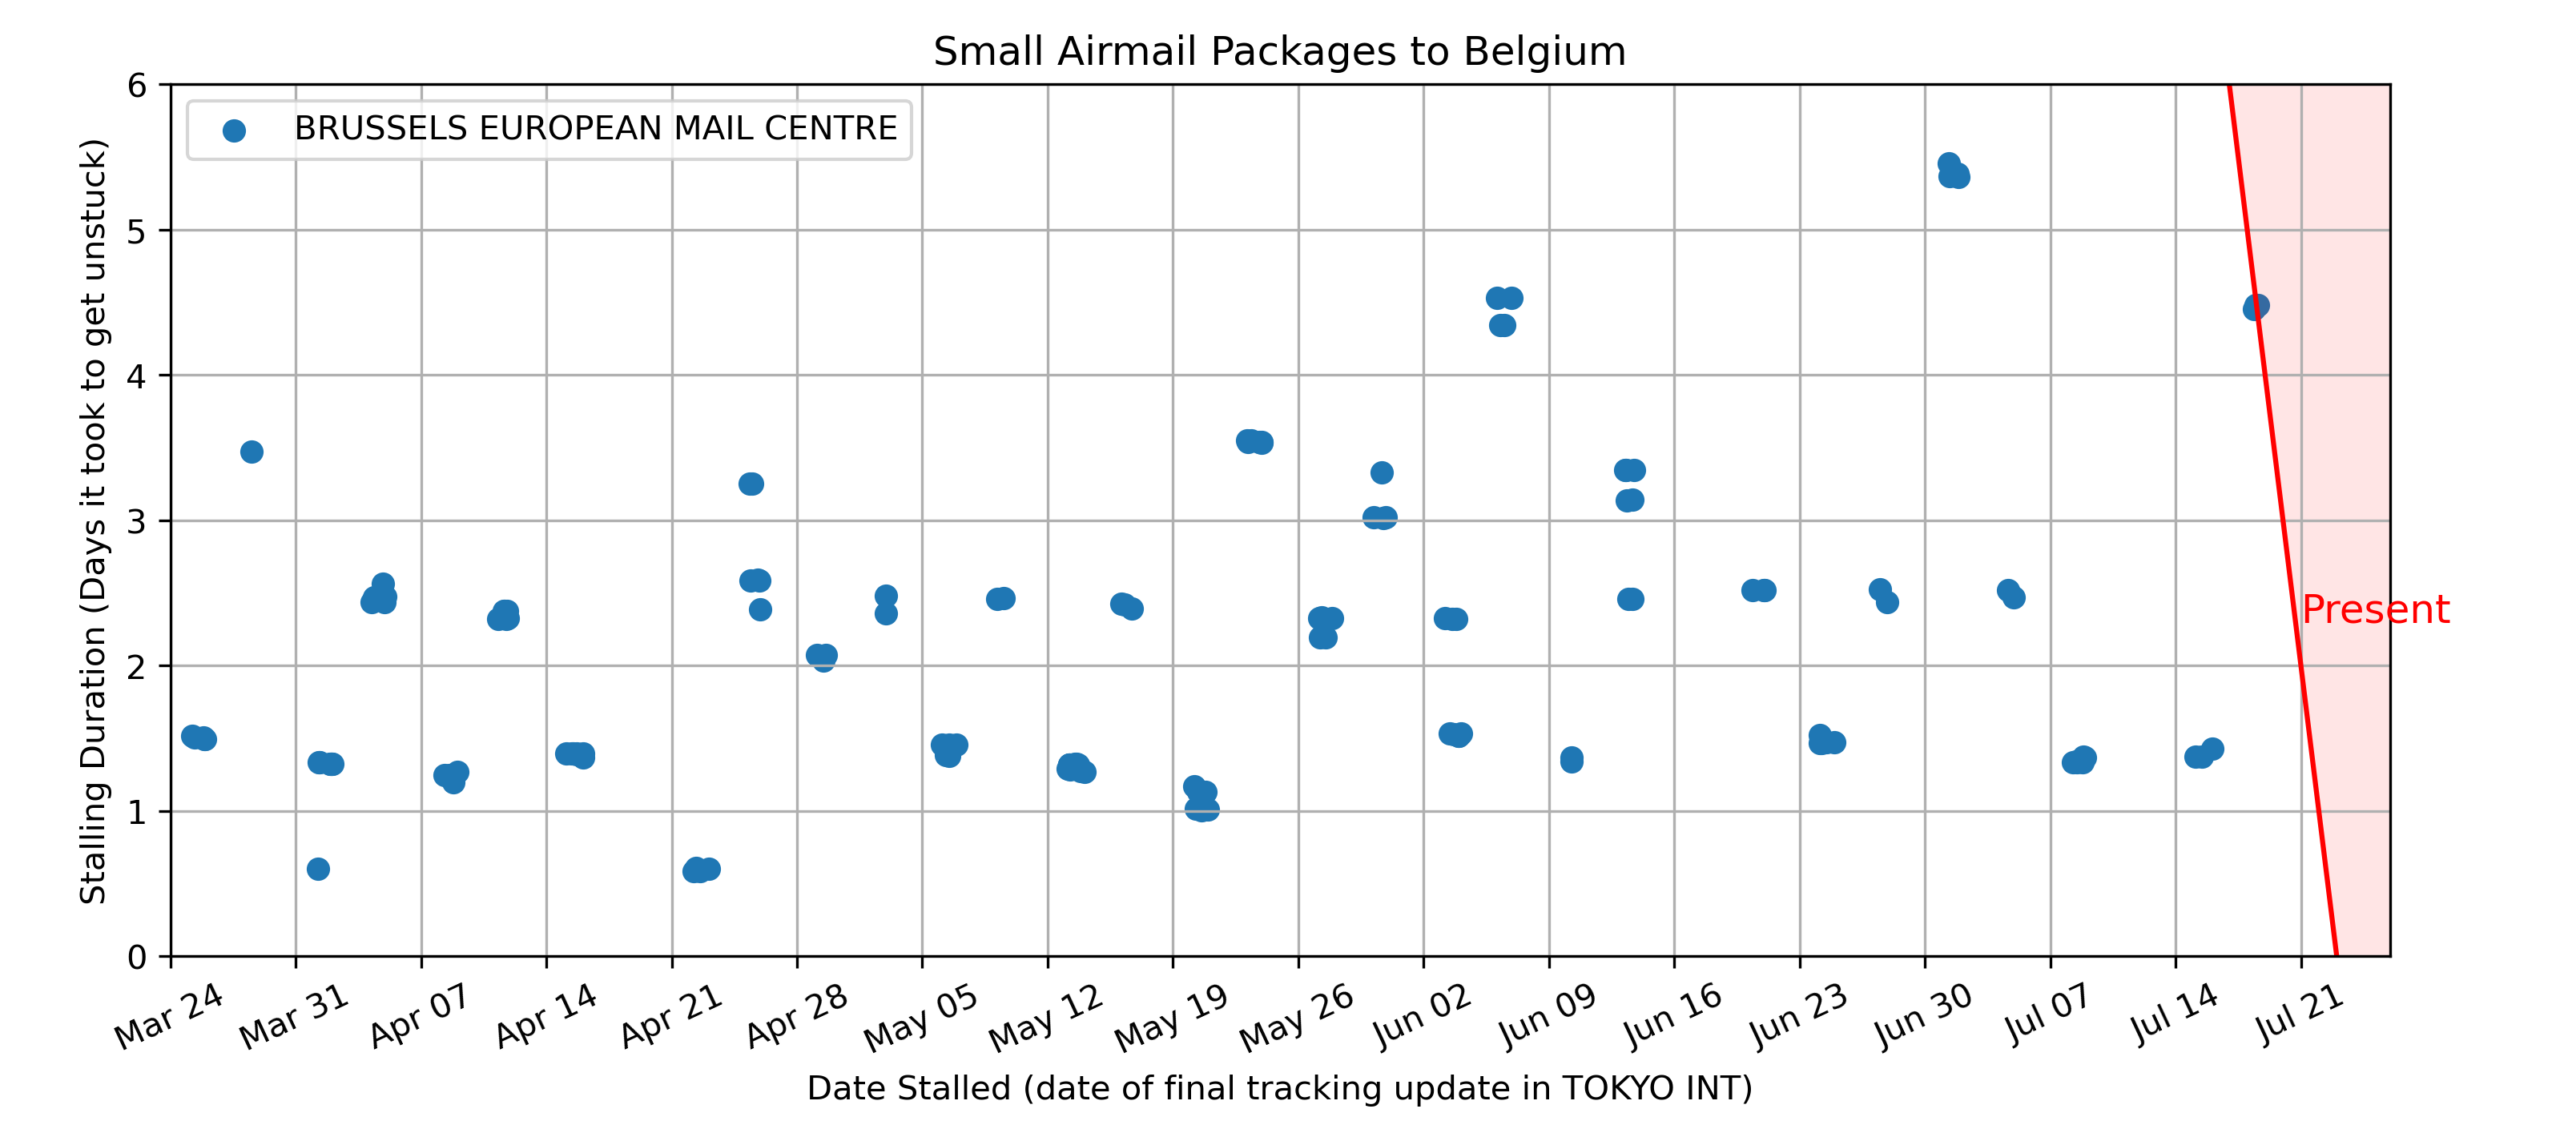 Small Airmail Packages to Belgium
BRUSSELS EUROPEAN MAIL CENTRE
Stalling Duration (Days it took to get unstuck)
6
5
4
3
2
1
0
Present
Mar 24
Mar 31
Apr 07
Apr 14
Apr 21
Apr 28
May 05
May 12
May 19
May 26
Jun 02
Jun 09
Jun 16
Jun 23
Jun 30
Jul 07
Jul 14
Jul 21
Date Stalled (date of final tracking update in TOKYO INT)